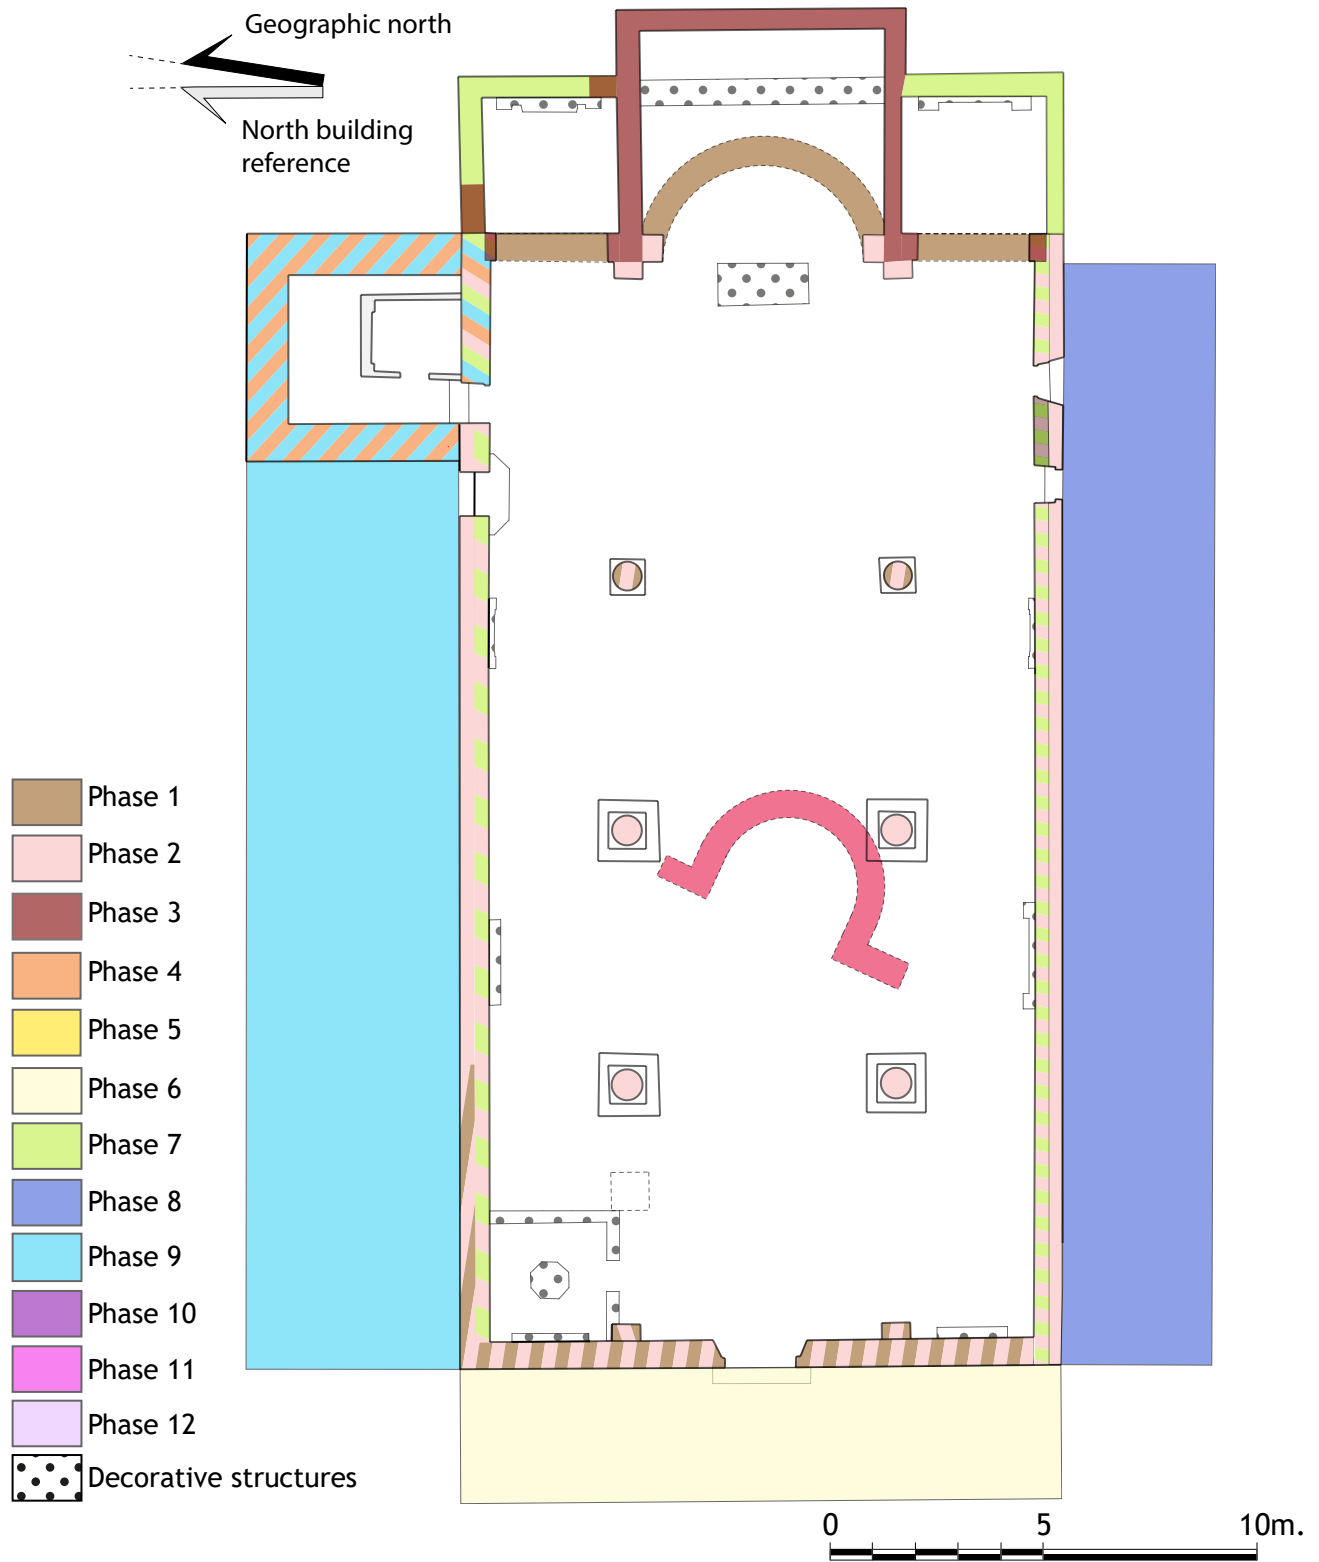 Geographic north
North building
reference
Phase 1
Phase 2
Phase 3
Phase 4
Phase 5
Phase 6
Phase 7
Phase 8
Phase 9
Phase 10
Phase 11
Phase 12
Decorative structures
0 5 10m.